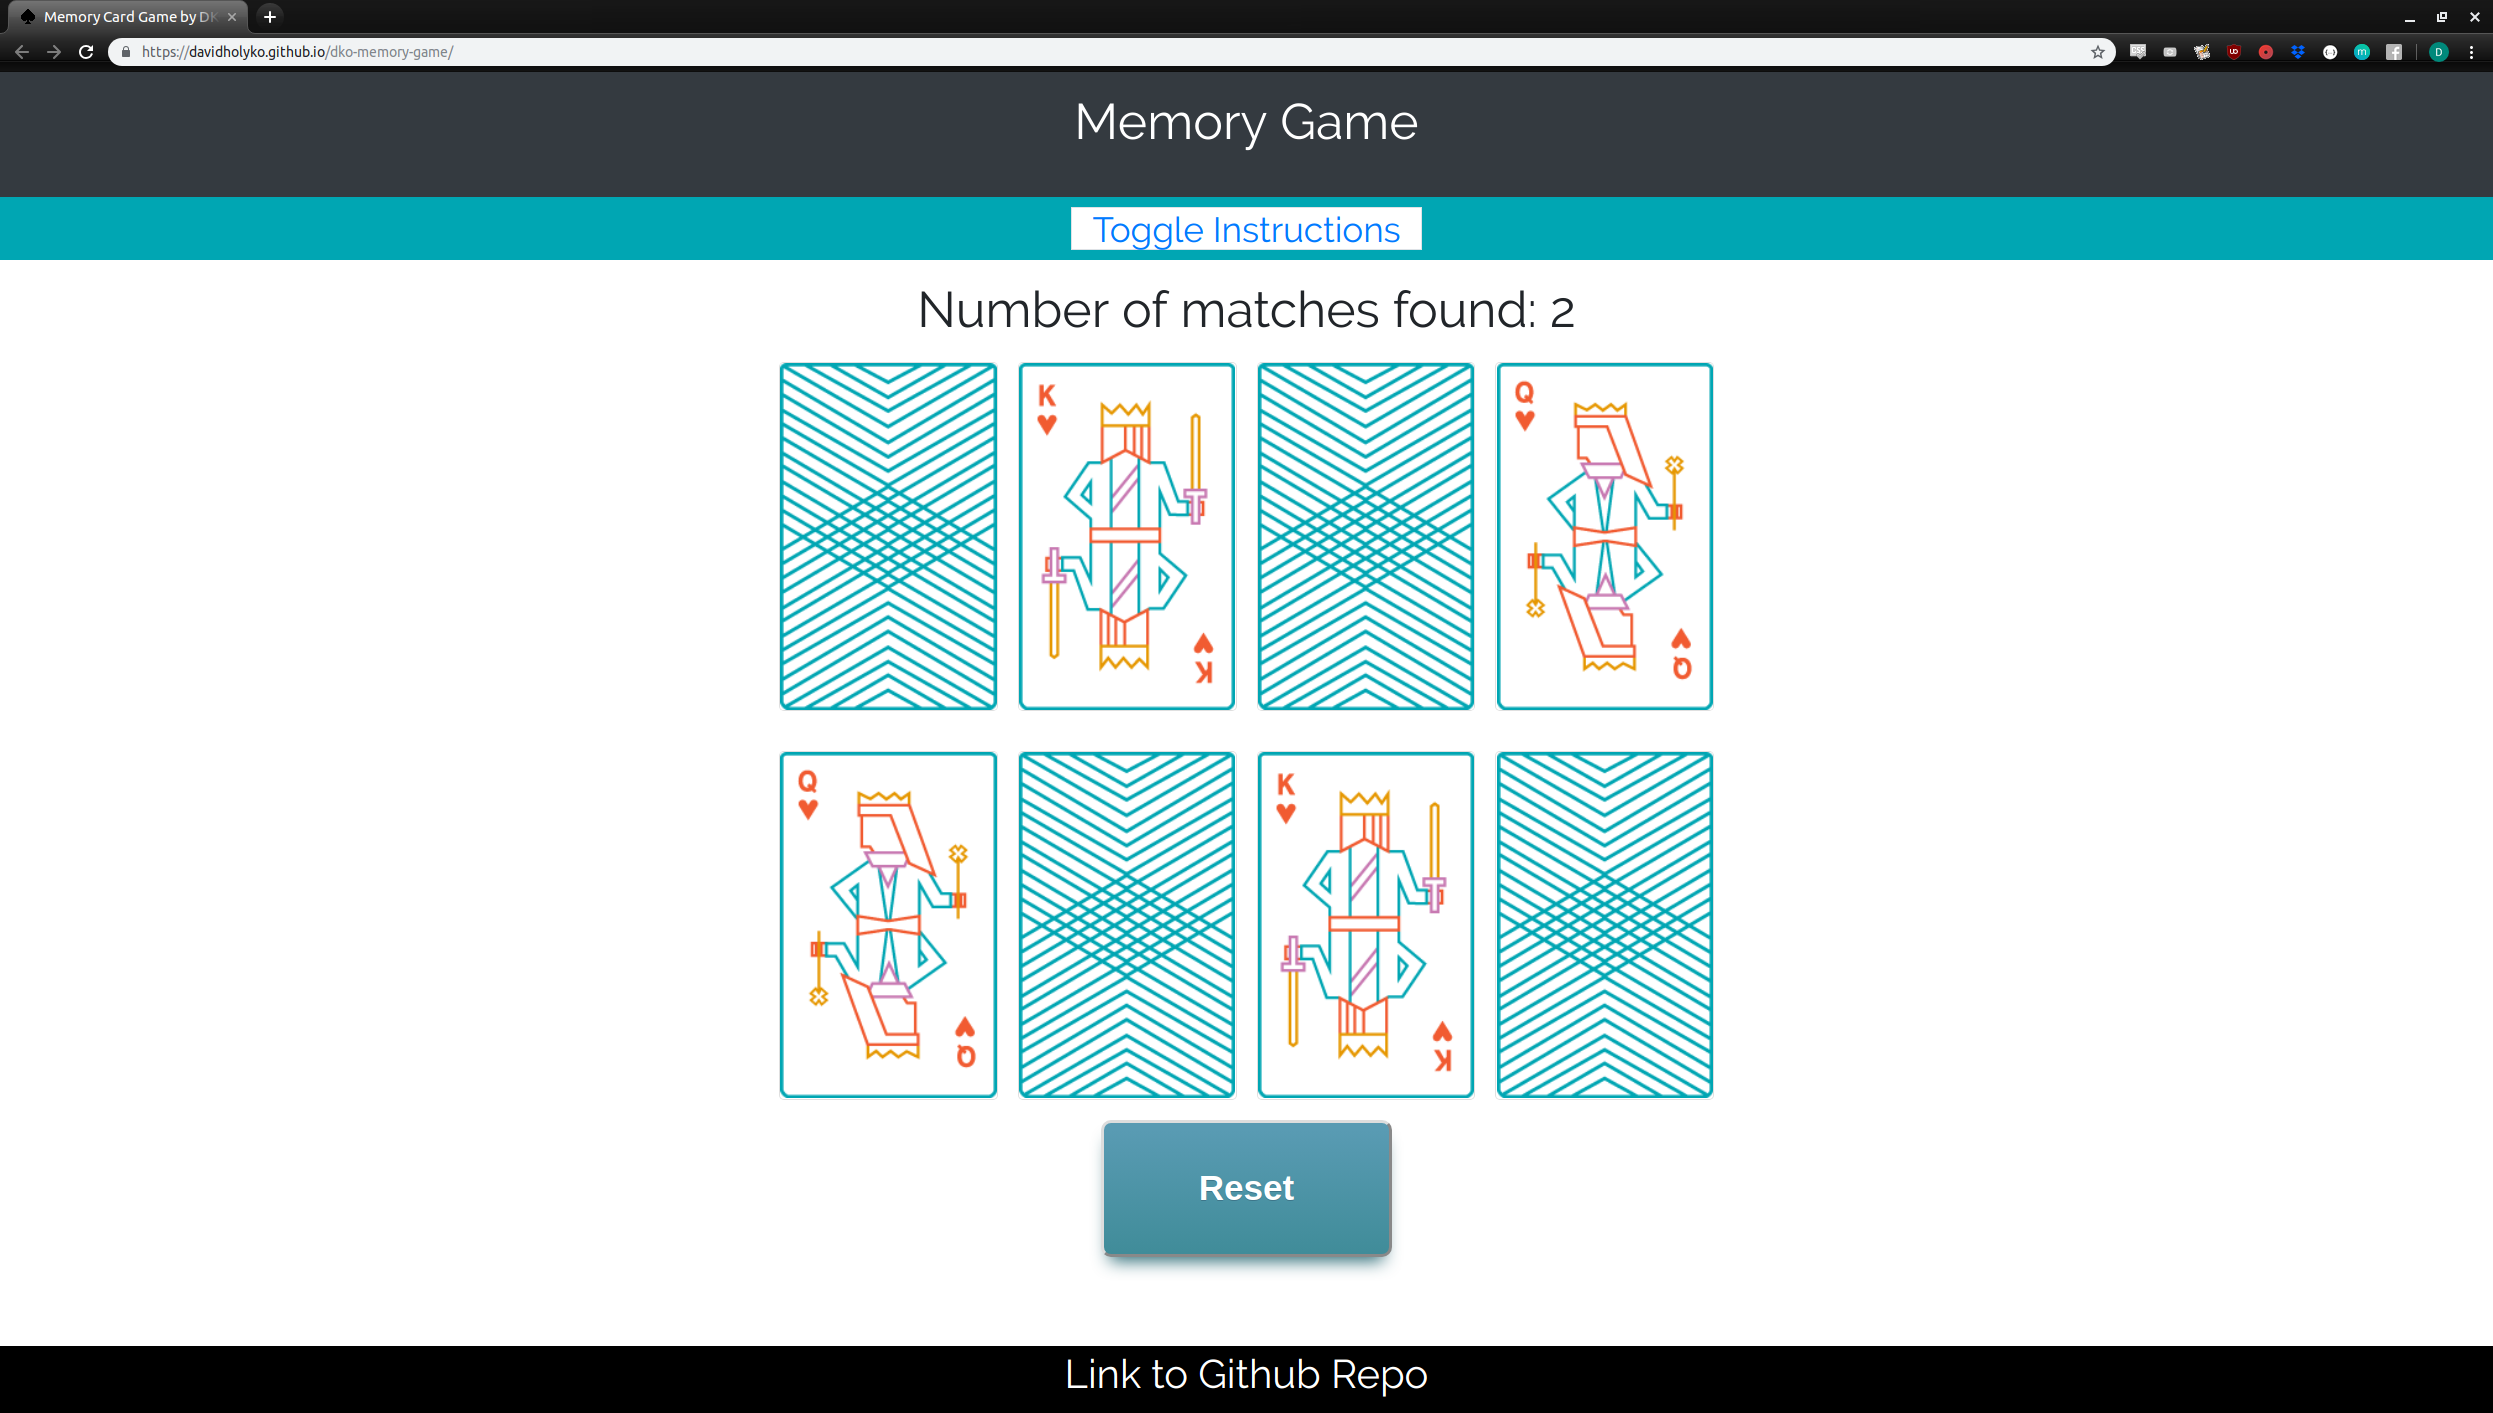 Memory Card Game by DK
https://davidholyko.github.io/dko-memory-game/
D
Memory Game
Toggle Instructions
Number of matches found: 2
K
Q
K
Q
Q
K
Q
K
Reset
Link to Github Repo